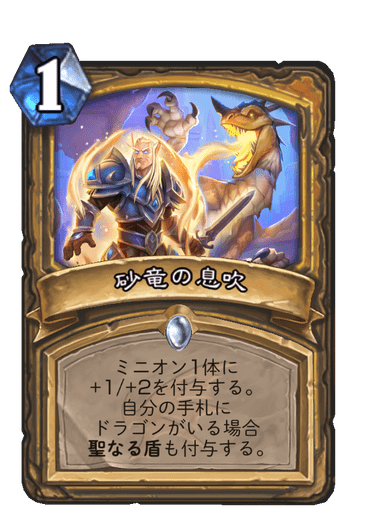 1
砂竜の息吹
ミニオン1体に
+1/+2を付与する。
自分の手札に
ドラゴンがいる場合
聖なる盾も付与する。